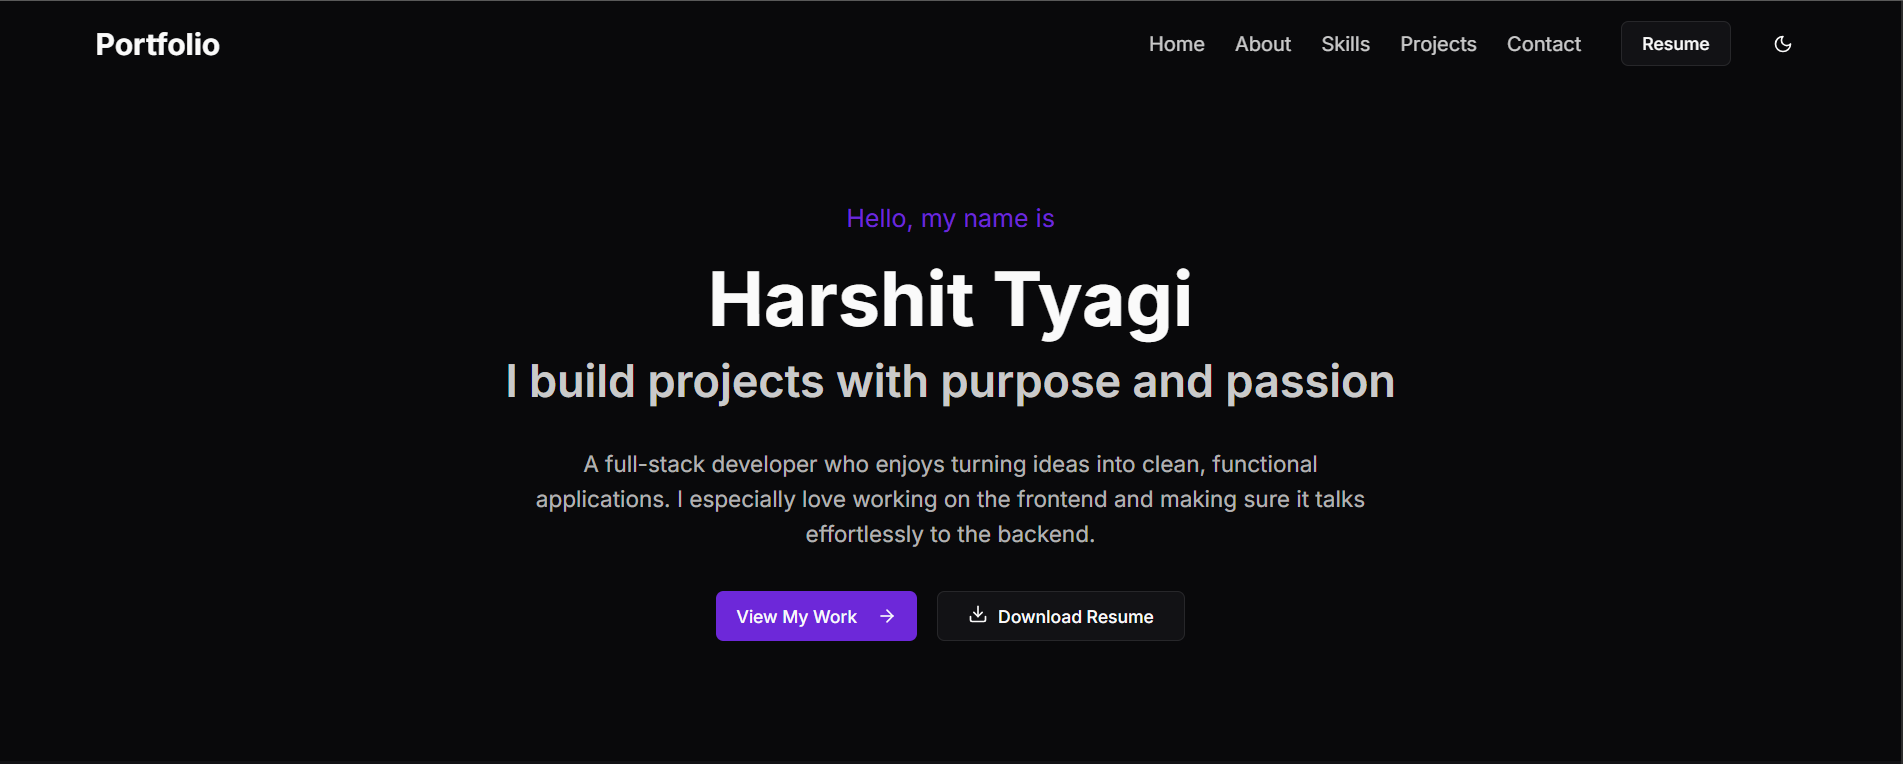 Portfolio
Home About Skills Projects Contact Resume
Hello, my name is
Harshit Tyagi
I build projects with purpose and passion
A full-stack developer who enjoys turning ideas into clean, functional
applications. I especially love working on the frontend and making sure it talks
effortlessly to the backend.
View My Work
Download Resume